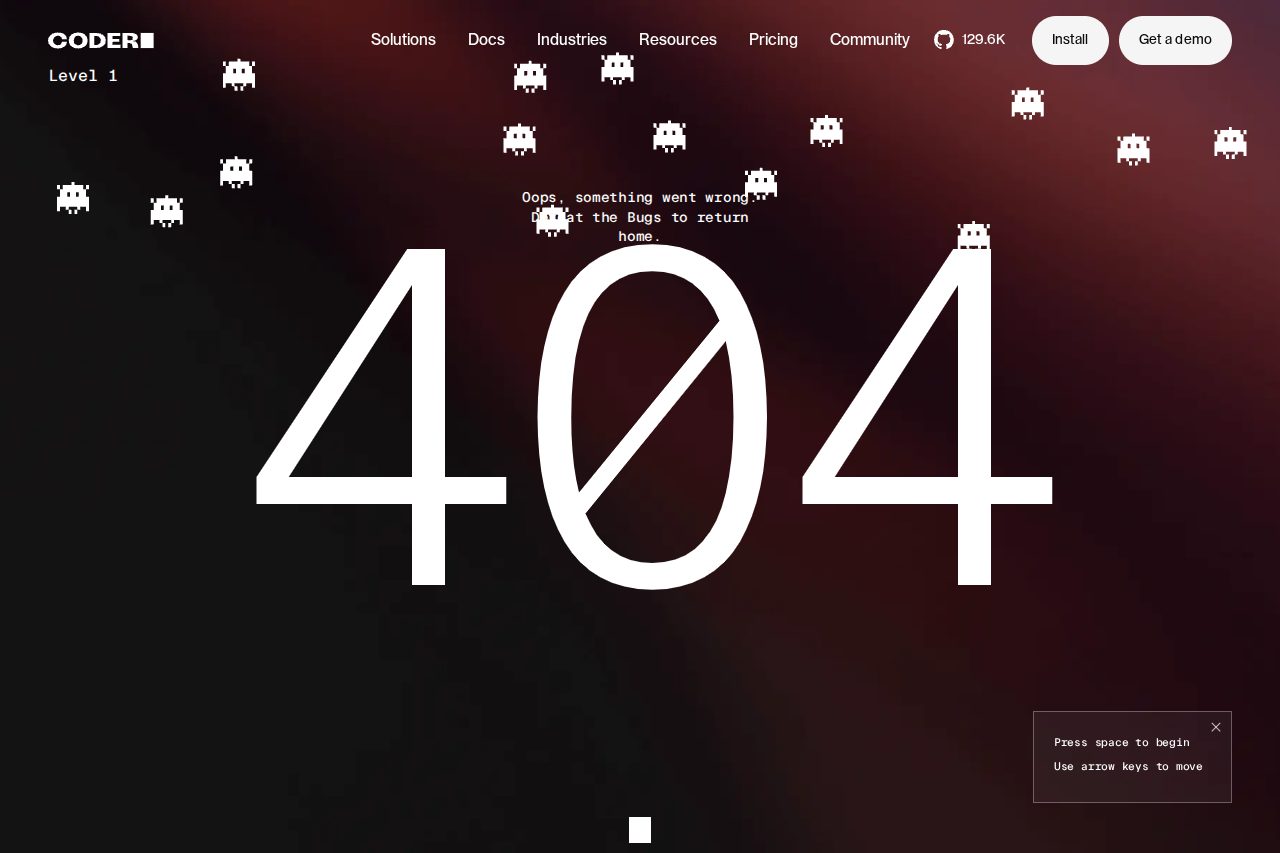 CODER
Solutions Docs Industries Resources Pricing Community 129.6K Install Get a demo
Level 1
Oops, something went wrong.
Defeat the Bugs to return
home.
404
Press space to begin
Use arrow keys to move